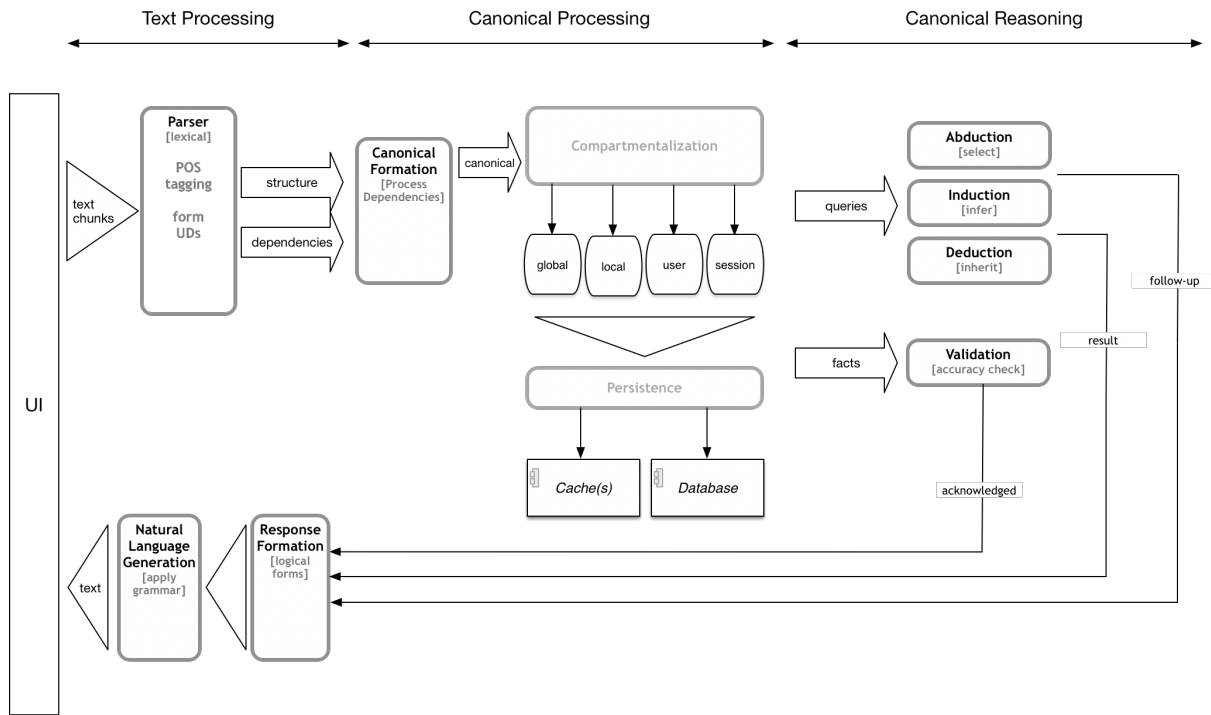 Text Processing
Canonical Processing
Canonical Reasoning
UI
text
chunks
Parser
[lexical]
POS
tagging
form
UDs
structure
dependencies
Canonical
Formation
[Process
Dependencies]
canonical
Compartmentalization
global
local
user
session
Persistence
Cache(s)
Database
queries
facts
Abduction
[select]
Induction
[infer]
Deduction
[inherit]
Validation
[accuracy check]
follow-up
result
acknowledged
Response
Formation
[logical
forms]
Natural
Language
Generation
[apply
grammar]
text